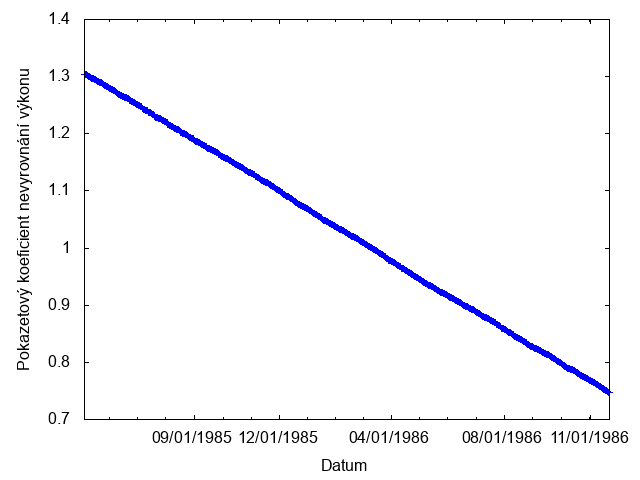 1.4
1.3
1.2
1.1
1
0.9
0.8
0.7
Pokazetový koeficient nevyrovnání výkonu
09/01/1985 12/01/1985 04/01/1986 08/01/1986 11/01/1986
Datum